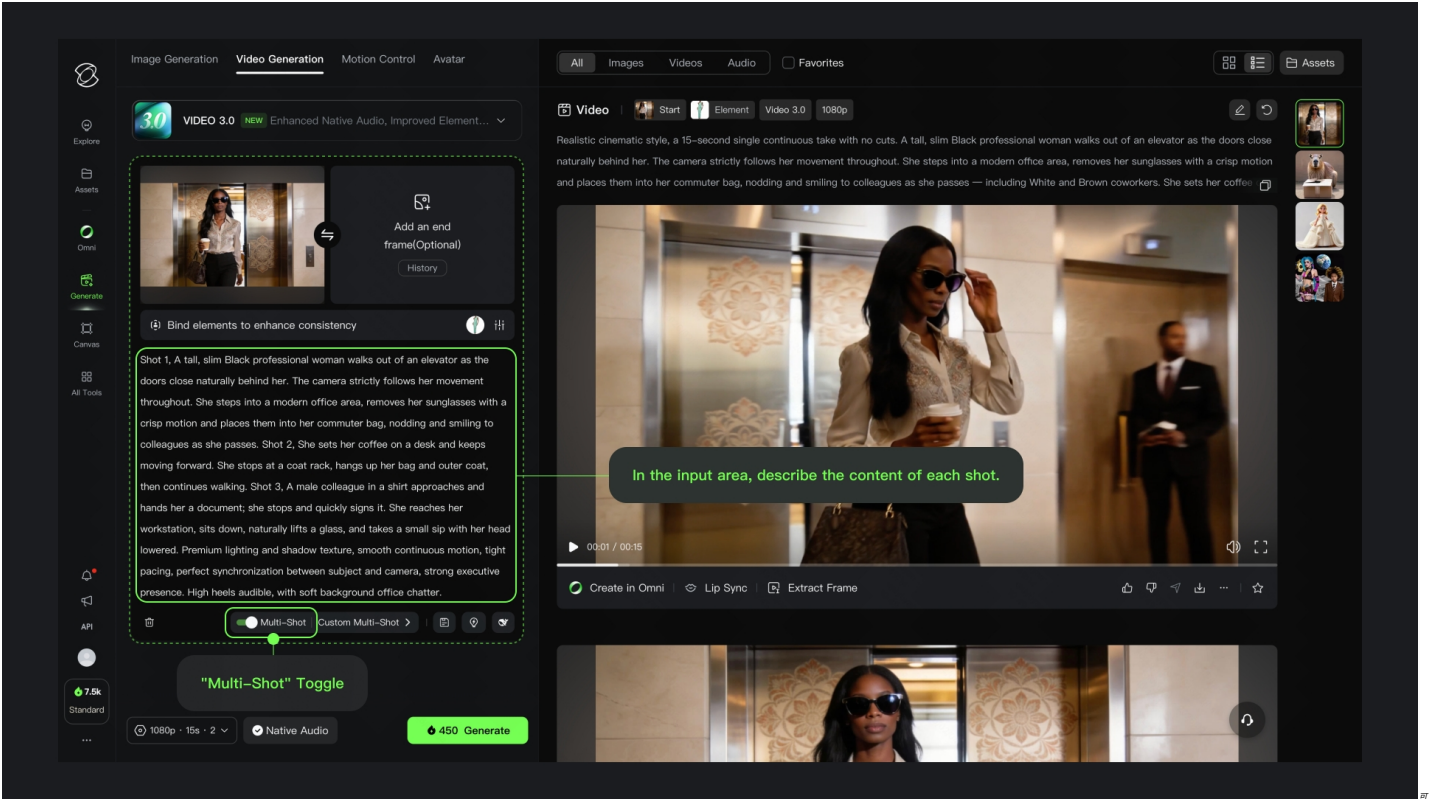 Image Generation
Video Generation
Motion Control
Avatar
All
Images
Videos
Audio
Favorites
Assets
Explore
Assets
Omni
Generate
Canvas
All Tools
API
7.5k
Standard
3.0
VIDEO 3.0
NEW
Enhanced Native Audio, Improved Element...
Add an end
frame(Optional)
History
Bind elements to enhance consistency
Shot 1, A tall, slim Black professional woman walks out of an elevator as the
doors close naturally behind her. The camera strictly follows her movement
throughout. She steps into a modern office area, removes her sunglasses with a
crisp motion and places them into her commuter bag, nodding and smiling to
colleagues as she passes. Shot 2, She sets her coffee on a desk and keeps
moving forward. She stops at a coat rack, hangs up her bag and outer coat,
then continues walking. Shot 3, A male colleague in a shirt approaches and
hands her a document; she stops and quickly signs it. She reaches her
workstation, sits down, naturally lifts a glass, and takes a small sip with her head
lowered. Premium lighting and shadow texture, smooth continuous motion, tight
pacing, perfect synchronization between subject and camera, strong executive
presence. High heels audible, with soft background office chatter.
Multi-Shot
Custom Multi-Shot
"Multi-Shot" Toggle
1080p · 15s · 2
Native Audio
450 Generate
Video
Start
Element
Video 3.0
1080p
Realistic cinematic style, a 15-second single continuous take with no cuts. A tall, slim Black professional woman walks out of an elevator as the doors close
naturally behind her. The camera strictly follows her movement throughout. She steps into a modern office area, removes her sunglasses with a crisp motion
and places them into her commuter bag, nodding and smiling to colleagues as she passes — including White and Brown coworkers. She sets her coffee
In the input area, describe the content of each shot.
00:01 / 00:15
Create in Omni
Lip Sync
Extract Frame
可